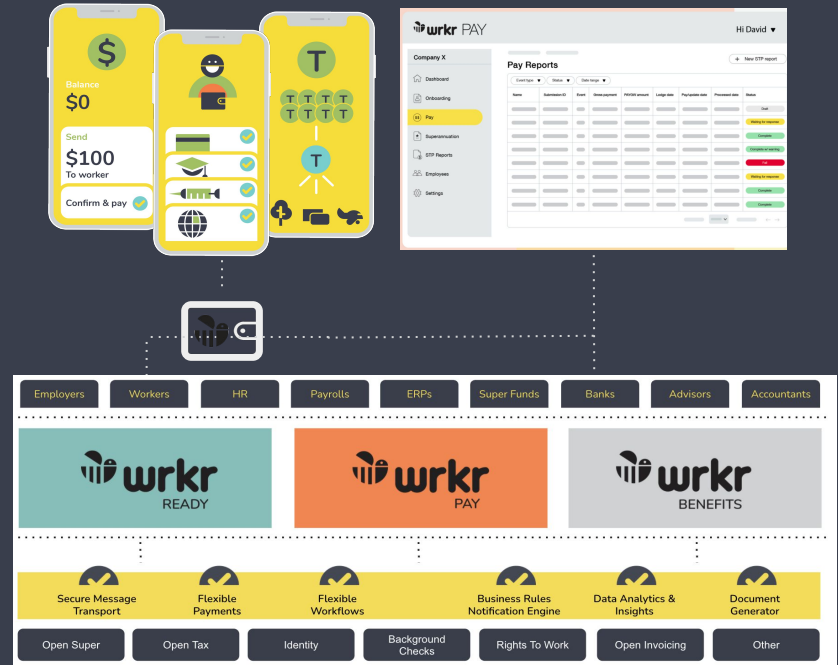 $
Balance
$0
Send
$100
To worker
Confirm & pay
T
T T T T
T T T T
T
wrkr PAY
Hi David
Company X
Dashboard
Onboarding
Pay
Superannuation
STP Reports
Employees
Settings
Pay Reports
+ New STP report
Event type
Status
Date range
Name
Submission ID
Event
Gross payment
PAYGW amount
Lodge date
Pay/update date
Processed date
Status
Draft
Waiting for response
Complete
Complete w/ warning
Fail
Waiting for response
Complete
Complete
Employers
Workers
HR
Payrolls
ERPs
Super Funds
Banks
Advisors
Accountants
wrkr
READY
wrkr
PAY
wrkr
BENEFITS
Secure Message
Transport
Flexible
Payments
Flexible
Workflows
Business Rules
Notification Engine
Data Analytics &
Insights
Document
Generator
Open Super
Open Tax
Identity
Background
Checks
Rights To Work
Open Invoicing
Other